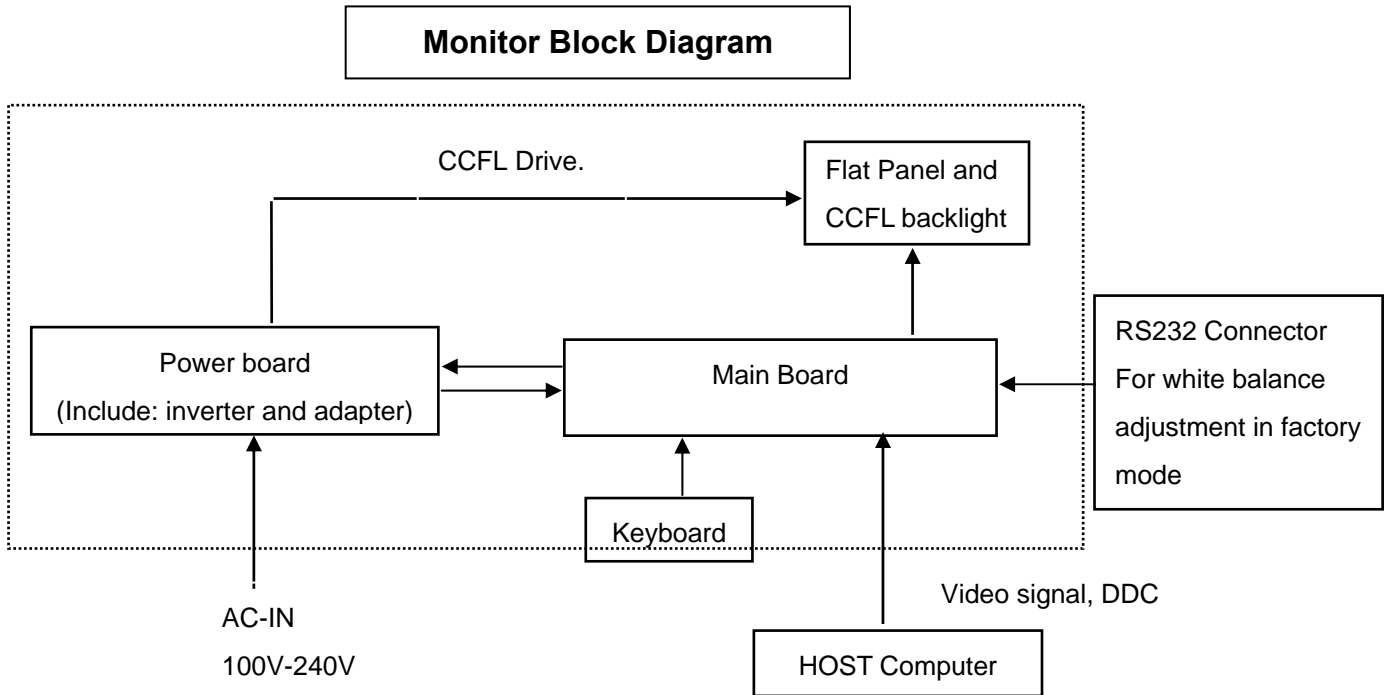 Monitor Block Diagram
CCFL Drive.
Flat Panel and
CCFL backlight
Power board
(Include: inverter and adapter)
Main Board
RS232 Connector
For white balance
adjustment in factory
mode
Keyboard
AC-IN
100V-240V
Video signal, DDC
HOST Computer